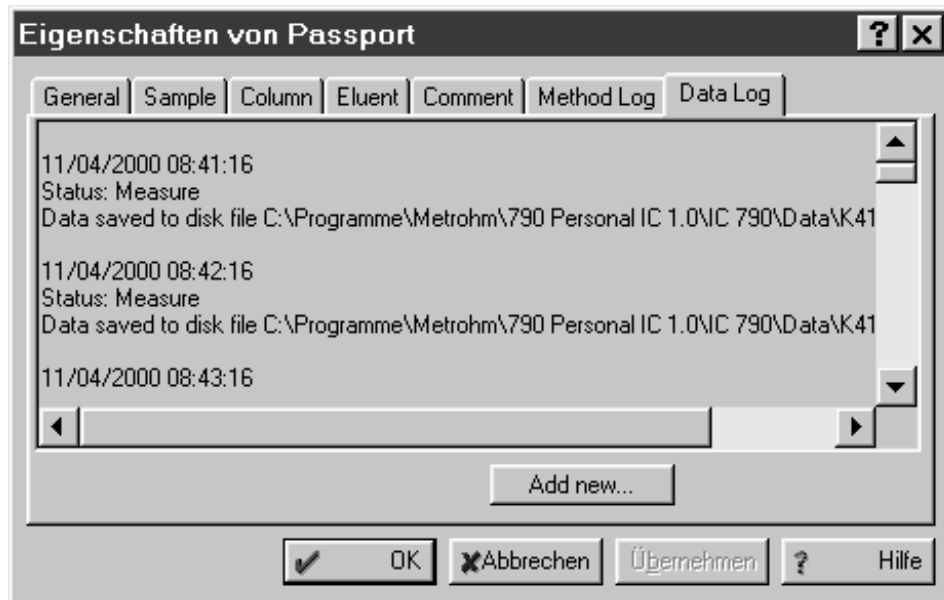 Eigenschaften von Passport
General Sample Column Eluent Comment Method Log Data Log
11/04/2000 08:41:16
Status: Measure
Data saved to disk file C:\Programme\Metrohm\790 Personal IC 1.0\IC 790\Data\K41
11/04/2000 08:42:16
Status: Measure
Data saved to disk file C:\Programme\Metrohm\790 Personal IC 1.0\IC 790\Data\K41
11/04/2000 08:43:16
Add new...
OK Abbrechen Übernehmen Hilfe